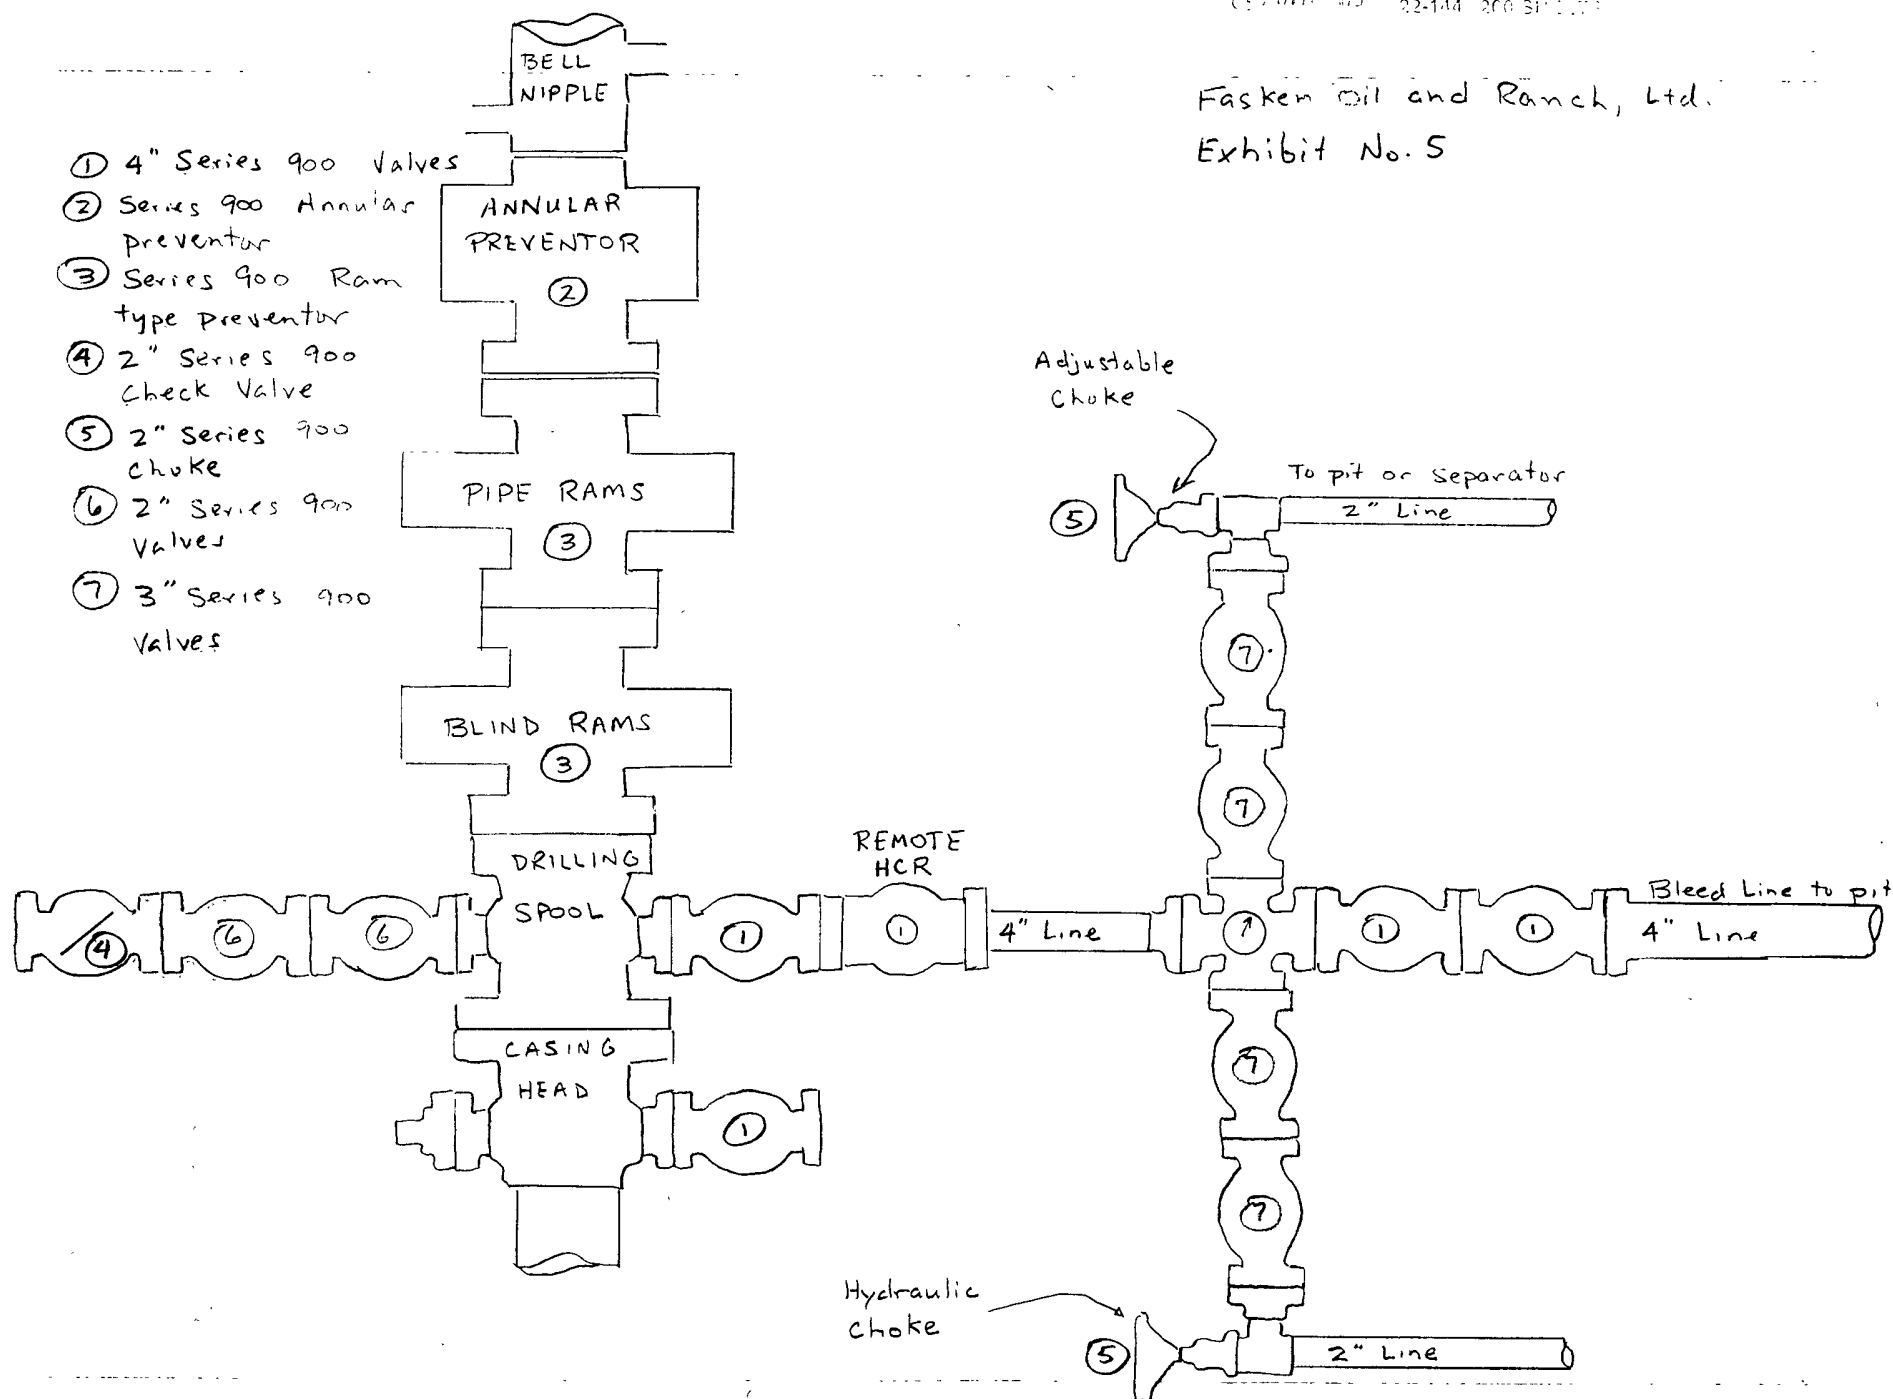 Fasken Oil and Ranch, Ltd.
Exhibit No. 5
① 4" Series 900 Valves
② Series 900 Annular
preventor
③ Series 900 Ram
type preventor
④ 2" Series 900
Check Valve
⑤ 2" Series 900
choke
⑥ 2" Series 900
Valves
⑦ 3" Series 900
Valves
BELL
NIPPLE
ANNULAR
PREVENTOR
②
PIPE RAMS
③
BLIND RAMS
③
DRILLING
SPOOL
④ ⑥ ⑥
①
REMOTE
HCR
①
4" Line
① ①
Bleed Line to pit
4" Line
CASING
HEAD
①
Adjustable
Choke
⑤
To pit or separator
2" Line
⑦
⑦
⑦
⑦
Hydraulic
choke
⑤
2" Line